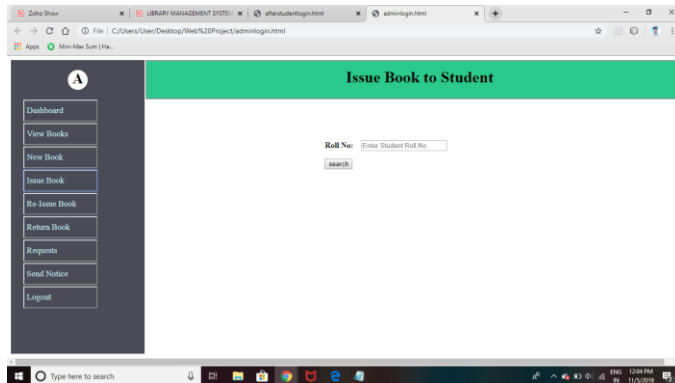 Zoho Show
LIBRARY MANAGEMENT SYSTEM
afterstudentlogin.html
adminlogin.html
File | C:/Users/User/Desktop/Web%20Project/adminlogin.html
Apps Mini-Max Sum | Ha...
A
Issue Book to Student
Dashboard
View Books
New Book
Issue Book
Re-Issue Book
Return Book
Requests
Send Notice
Logout
Roll No: Enter Student Roll No
search
Type here to search
ENG 12:04 PM
IN 11/5/2019